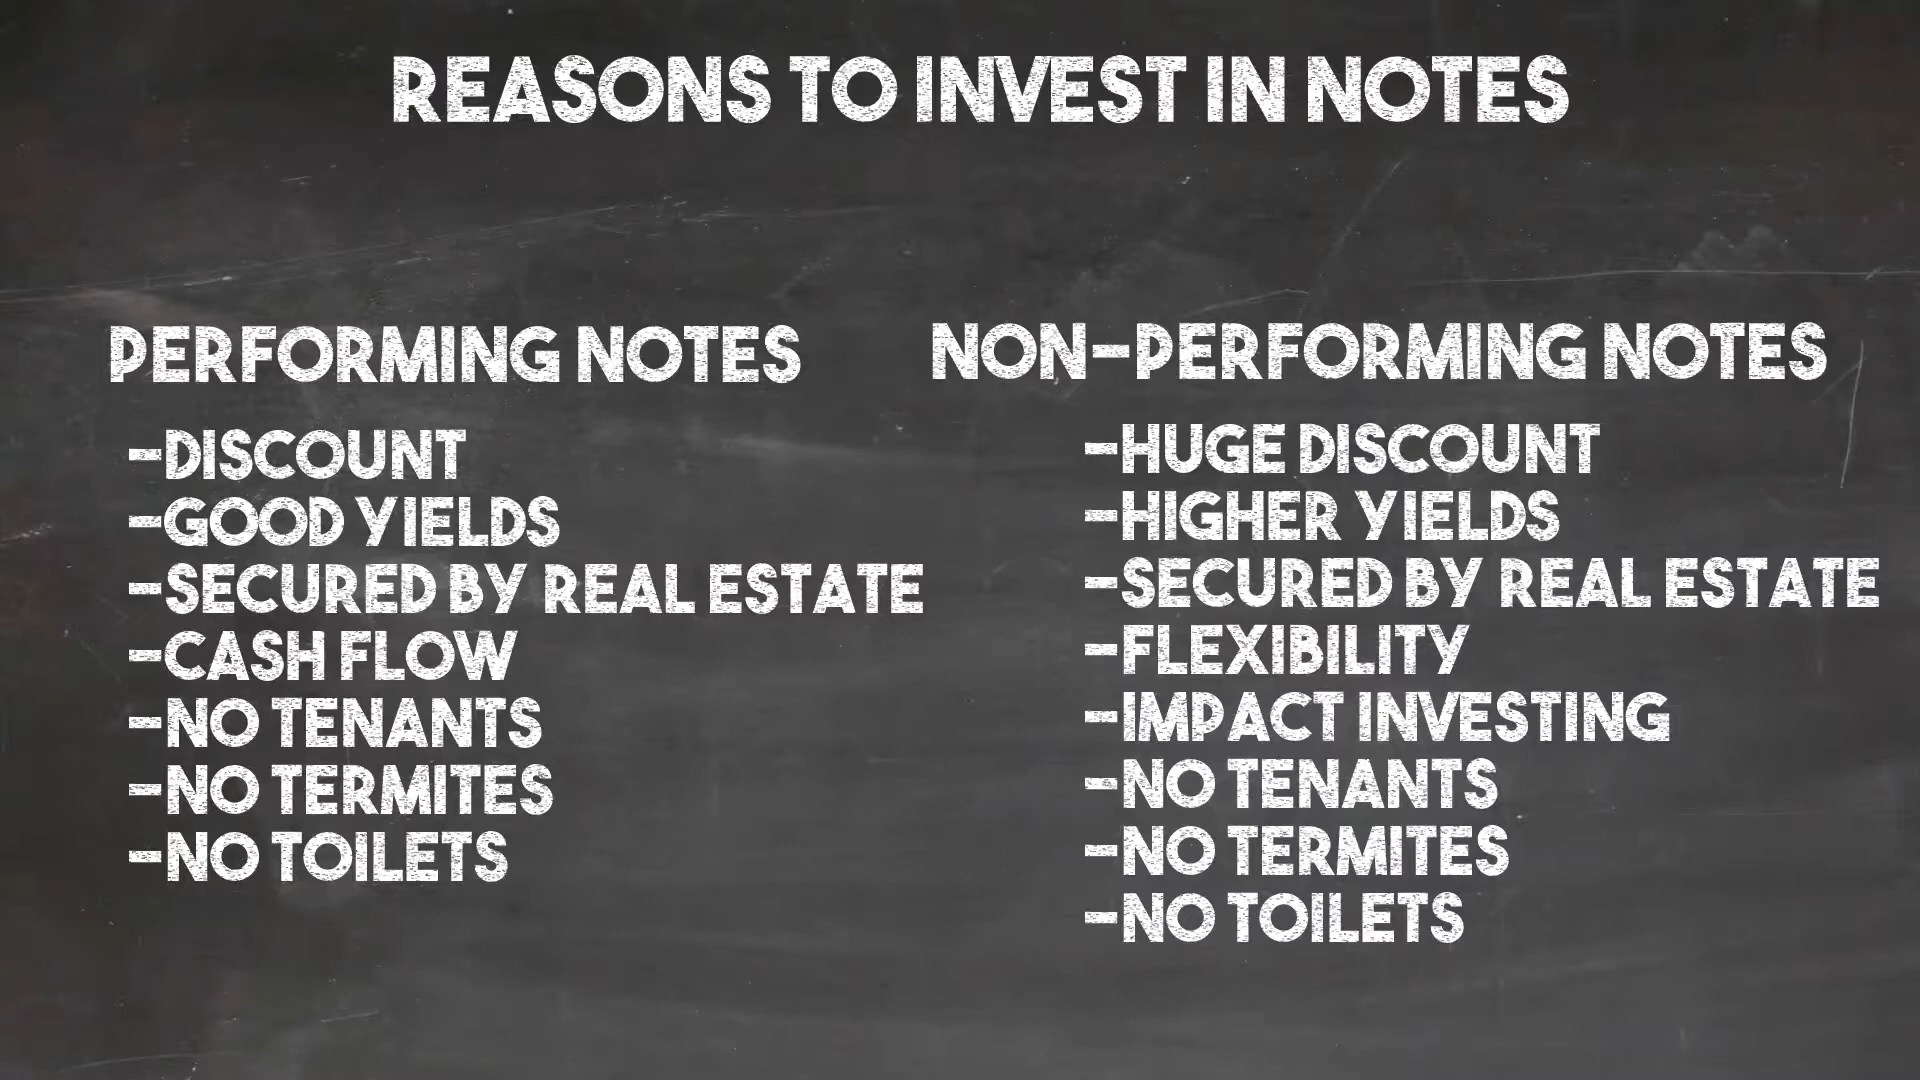 REASONS TO INVEST IN NOTES
PERFORMING NOTES
-DISCOUNT
-GOOD YIELDS
-SECURED BY REAL ESTATE
-CASH FLOW
-NO TENANTS
-NO TERMITES
-NO TOILETS
NON-PERFORMING NOTES
-HUGE DISCOUNT
-HIGHER YIELDS
-SECURED BY REAL ESTATE
-FLEXIBILITY
-IMPACT INVESTING
-NO TENANTS
-NO TERMITES
-NO TOILETS